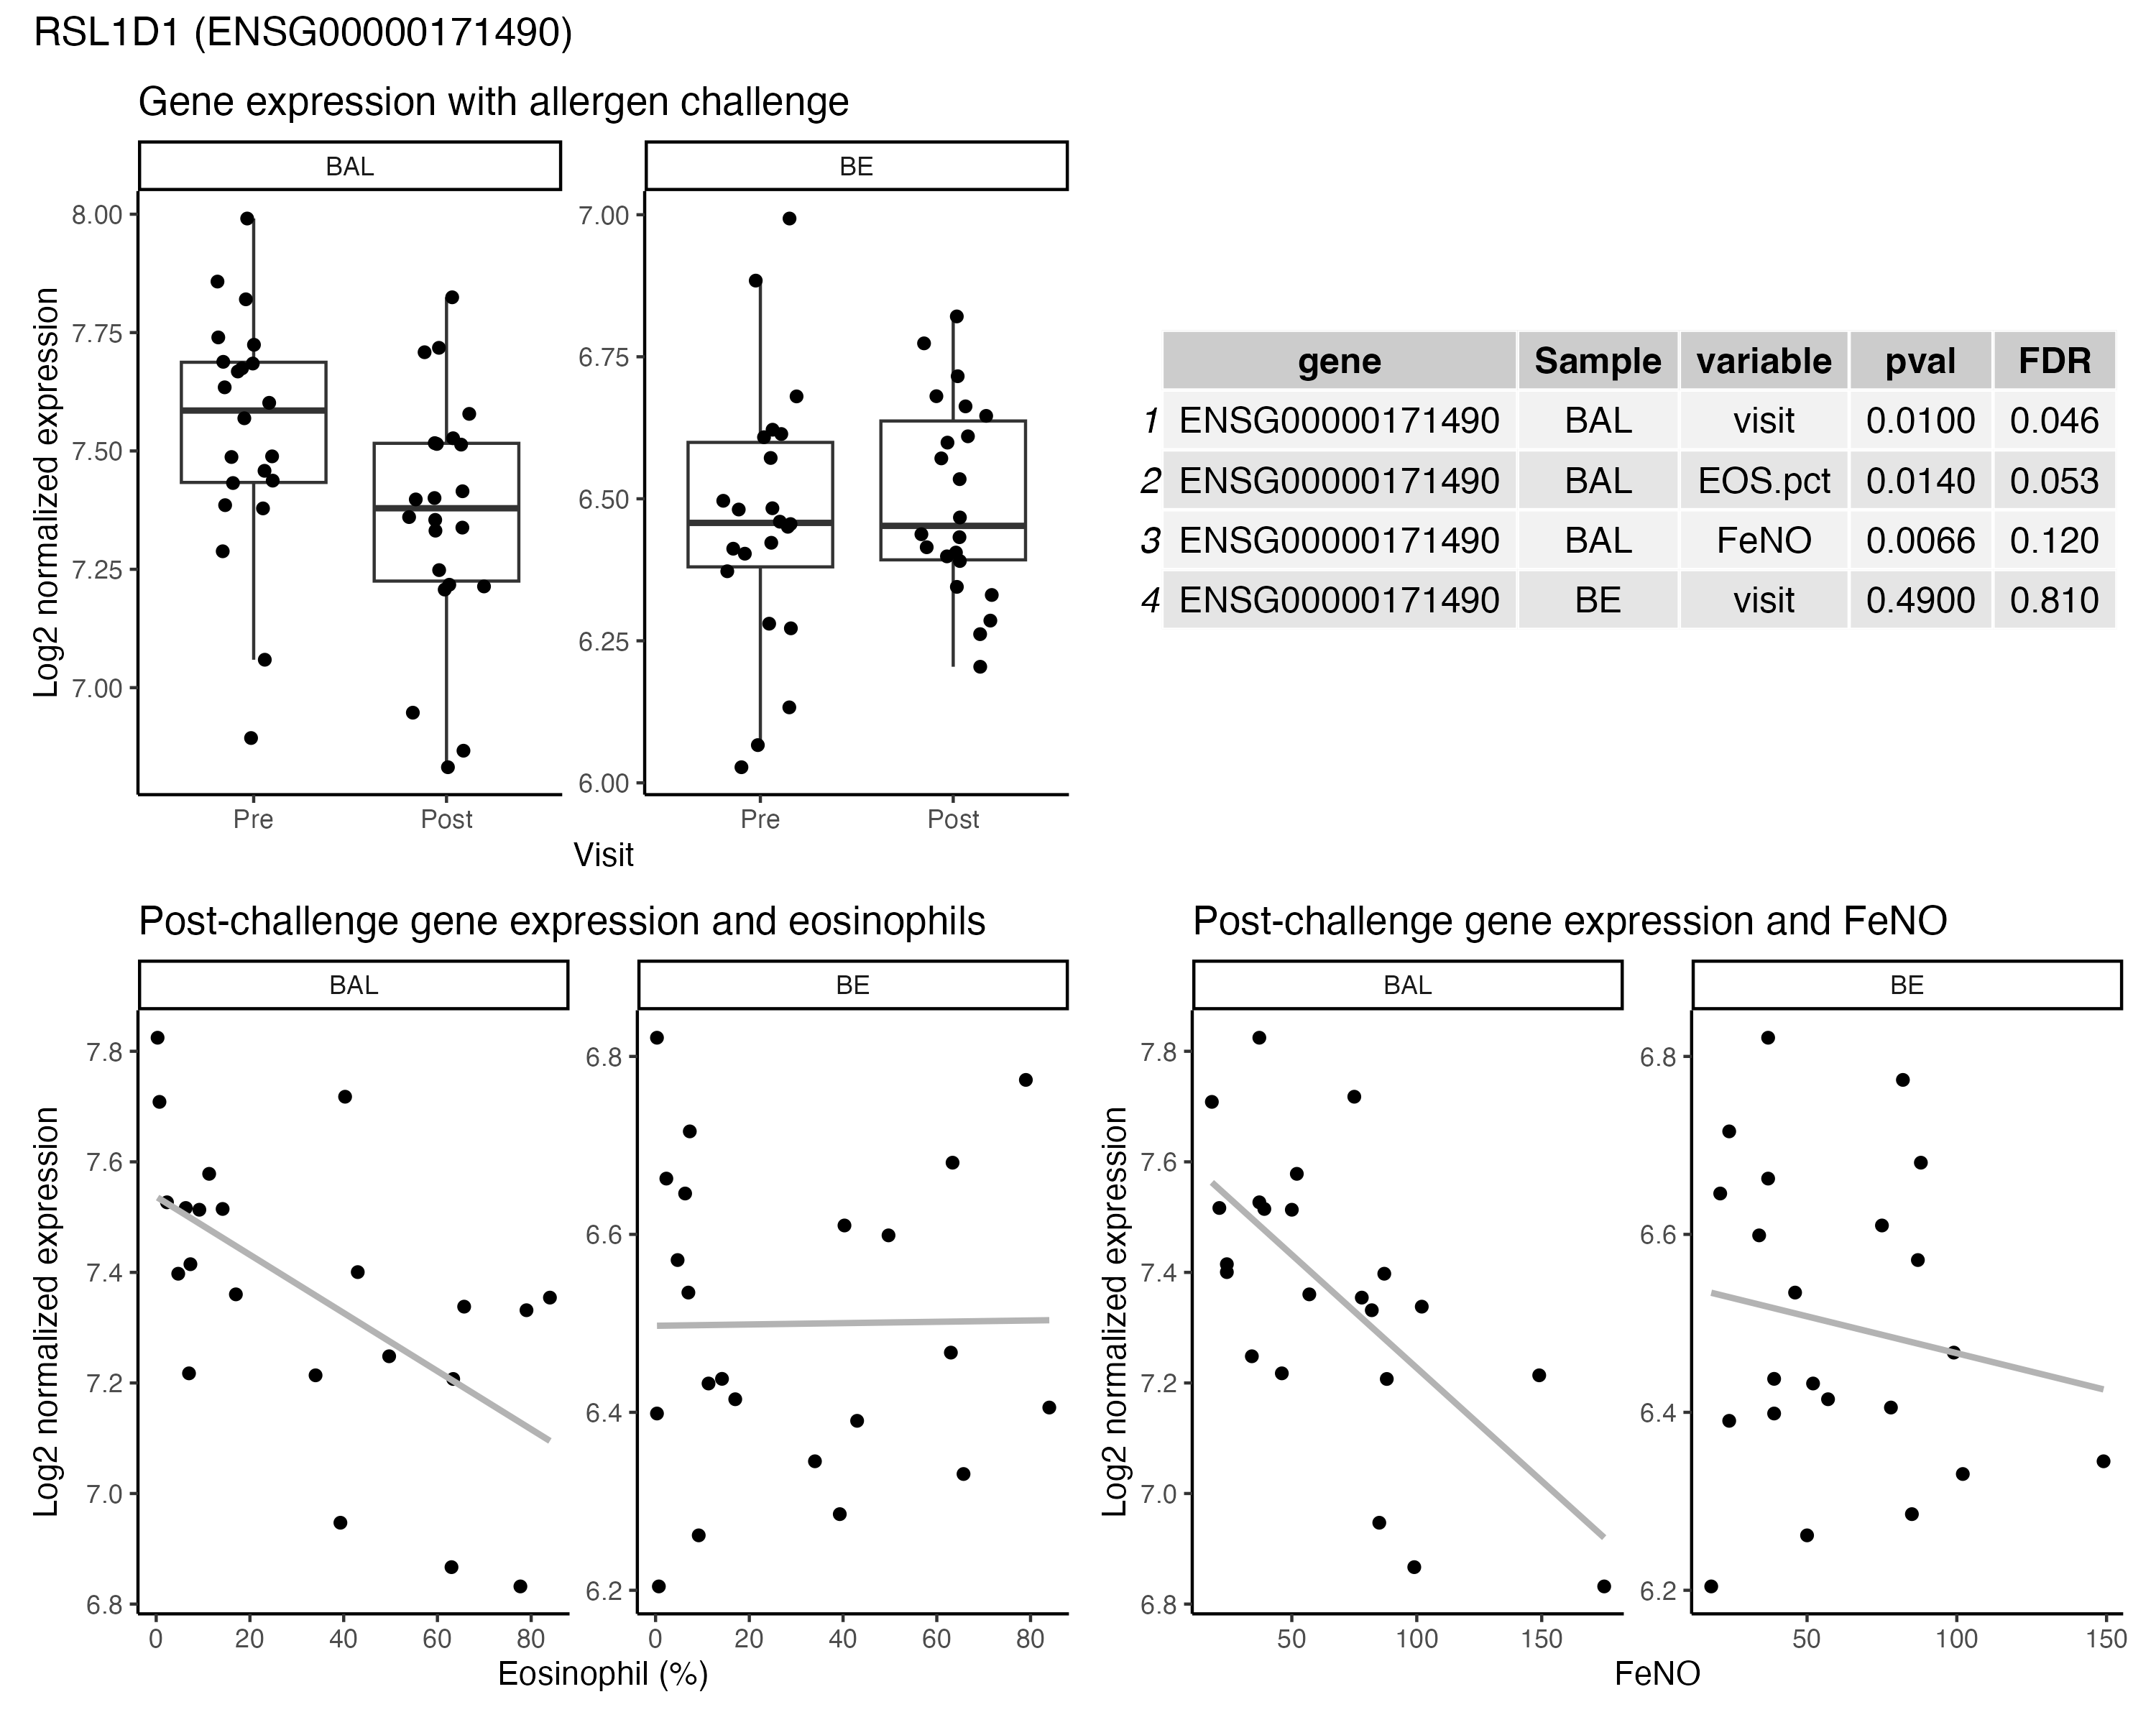 RSL1D1 (ENSG00000171490)
Gene expression with allergen challenge
BAL BE
Log2 normalized expression
8.00
7.75
7.50
7.25
7.00
7.00
6.75
6.50
6.25
6.00
Pre Post Pre Post
Visit
gene Sample variable pval FDR
1 ENSG00000171490 BAL visit 0.0100 0.046
2 ENSG00000171490 BAL EOS.pct 0.0140 0.053
3 ENSG00000171490 BAL FeNO 0.0066 0.120
4 ENSG00000171490 BE visit 0.4900 0.810
Post-challenge gene expression and eosinophils
BAL BE
Log2 normalized expression
7.8
7.6
7.4
7.2
7.0
6.8
6.8
6.6
6.4
6.2
0 20 40 60 80 0 20 40 60 80
Eosinophil (%)
Post-challenge gene expression and FeNO
BAL BE
Log2 normalized expression
7.8
7.6
7.4
7.2
7.0
6.8
6.8
6.6
6.4
6.2
50 100 150 50 100 150
FeNO